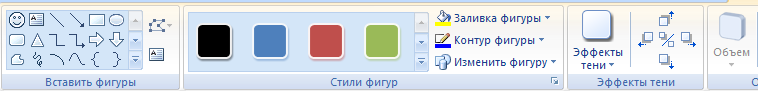 Заливка фигуры
Контур фигуры
Изменить фигуру
Эффекты
тени
Объем
Вставить фигуры
Стили фигур
Эффекты тени